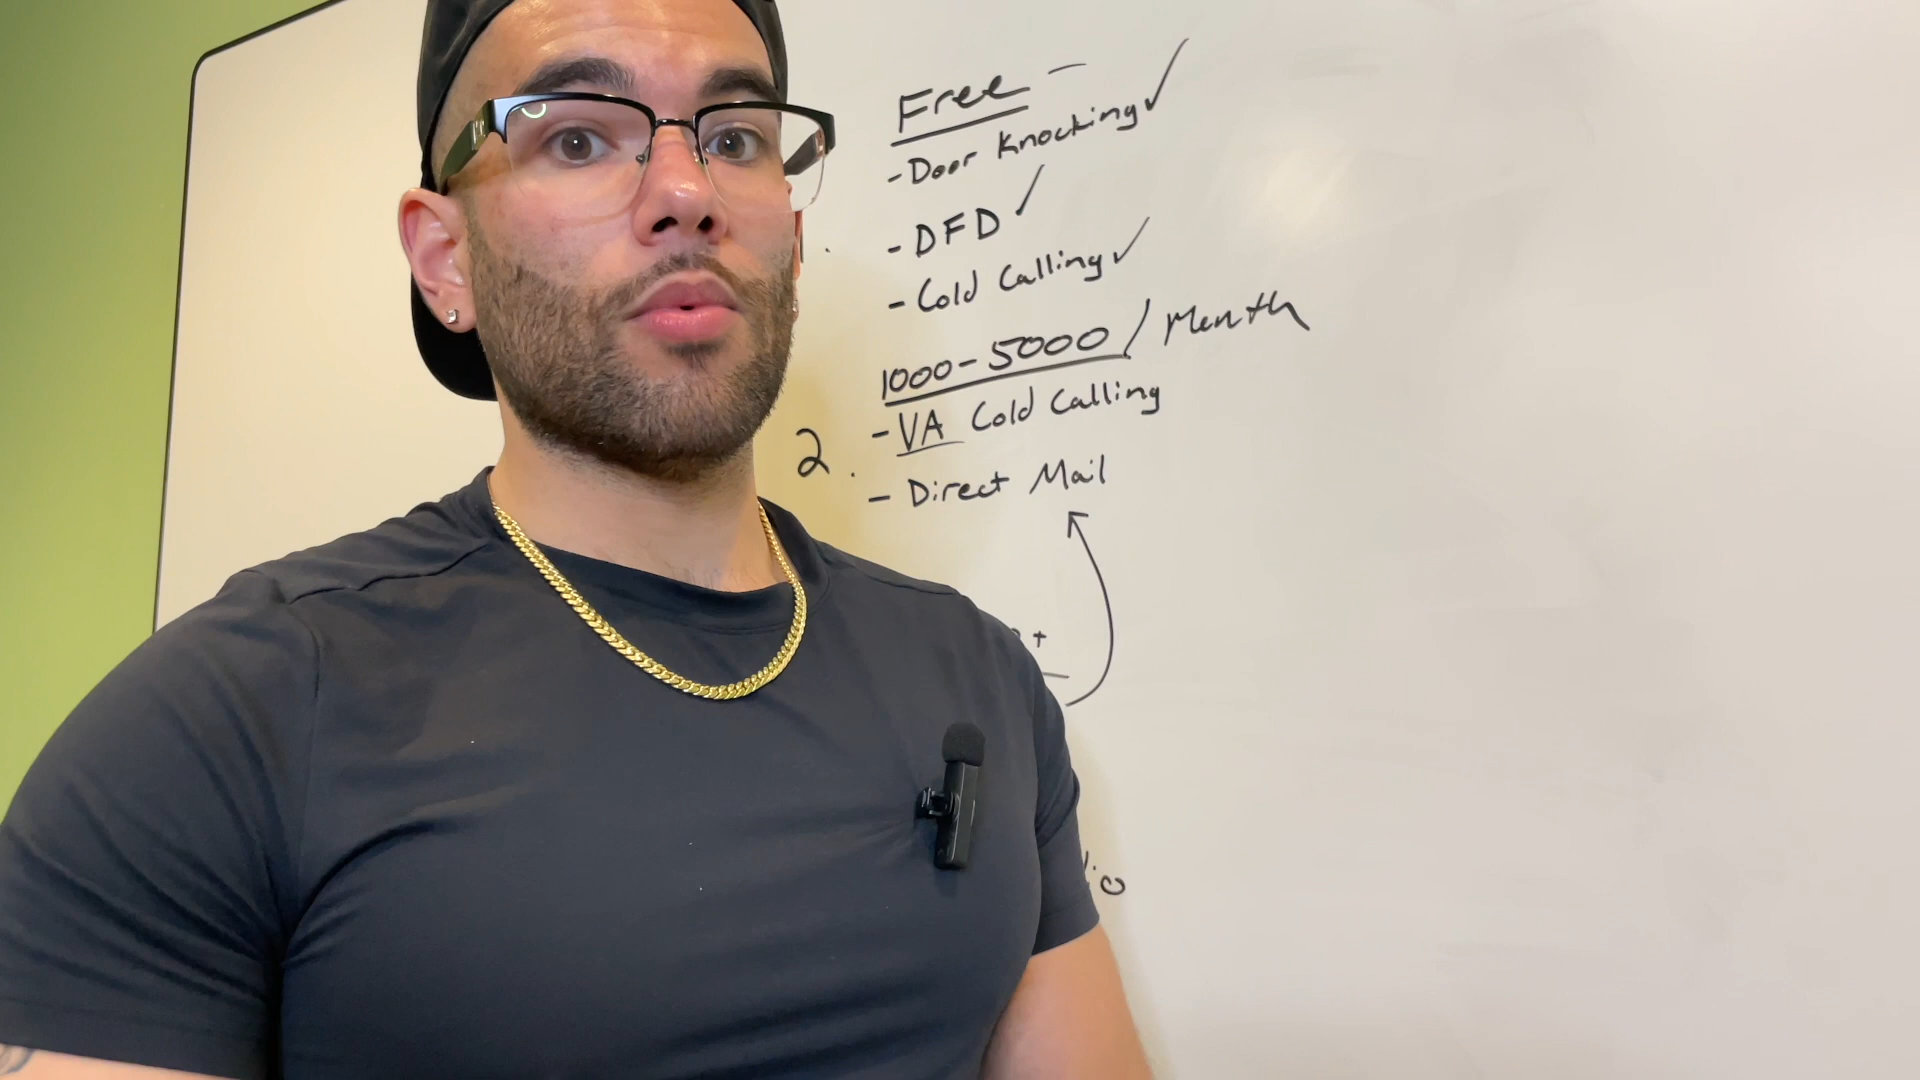 Free -
- Door Knocking ✓
- DFD ✓
- Cold Calling ✓
1000-5000 / Month
2. - VA Cold Calling
- Direct Mail